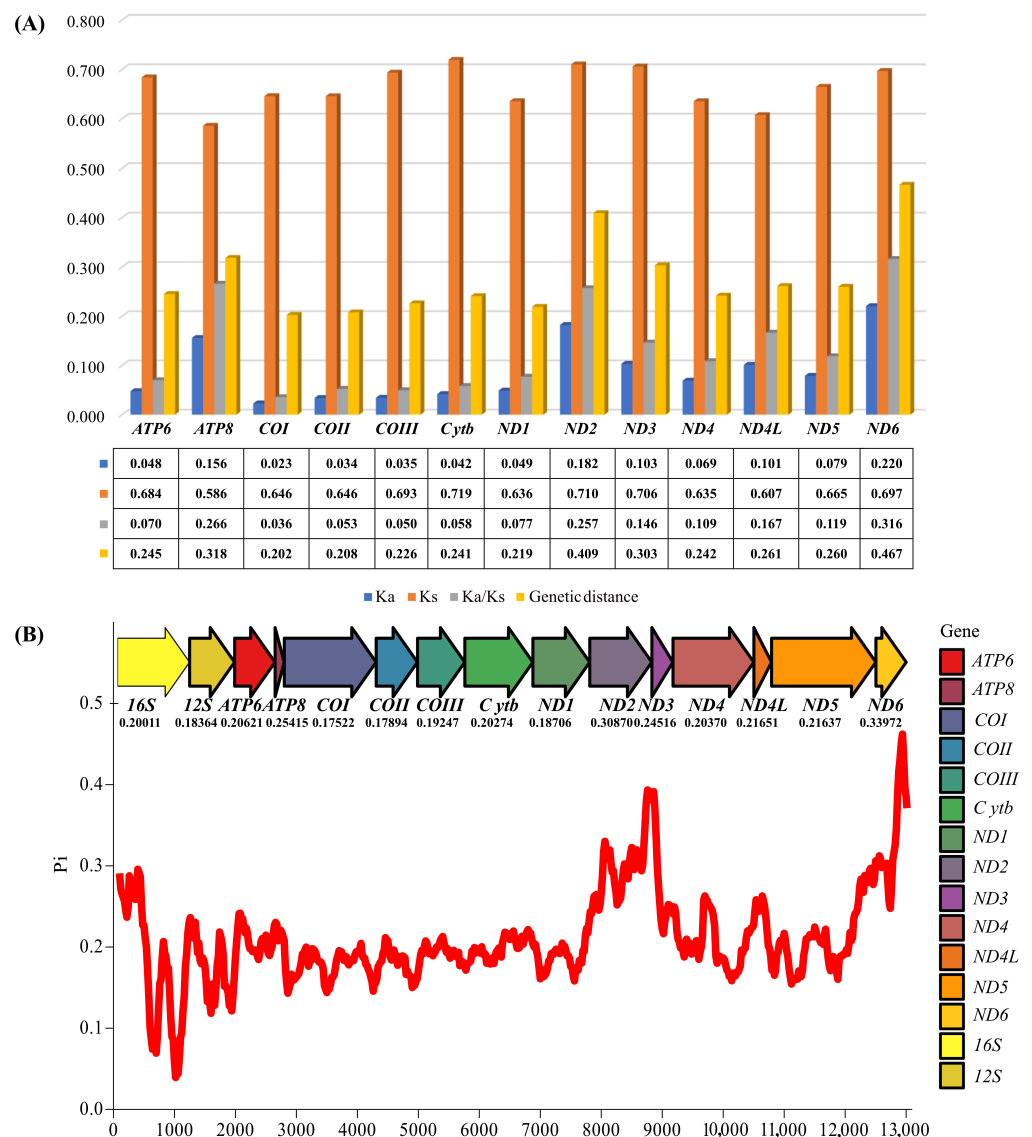 (A)
0.800
0.700
0.600
0.500
0.400
0.300
0.200
0.100
0.000
ATP6 ATP8 COI COII COIII Cytb ND1 ND2 ND3 ND4 ND4L ND5 ND6
0.048 0.156 0.023 0.034 0.035 0.042 0.049 0.182 0.103 0.069 0.101 0.079 0.220
0.684 0.586 0.646 0.646 0.693 0.719 0.636 0.710 0.706 0.635 0.607 0.665 0.697
0.070 0.266 0.036 0.053 0.050 0.058 0.077 0.257 0.146 0.109 0.167 0.119 0.316
0.245 0.318 0.202 0.208 0.226 0.241 0.219 0.409 0.303 0.242 0.261 0.260 0.467
Ka Ks Ka/Ks Genetic distance
(B)
16S 12S ATP6 ATP8 COI COII COIII Cytb ND1 ND2 ND3 ND4 ND4L ND5 ND6
0.20011 0.18364 0.20621 0.25415 0.17522 0.17894 0.19247 0.20274 0.18706 0.30870 0.24516 0.20370 0.21651 0.21637 0.33972
0.5
0.4
0.3
0.2
0.1
0.0
Pi
0 1000 2000 3000 4000 5000 6000 7000 8000 9000 10,000 11,000 12,000 13,000
Gene
ATP6
ATP8
COI
COII
COIII
Cytb
ND1
ND2
ND3
ND4
ND4L
ND5
ND6
16S
12S